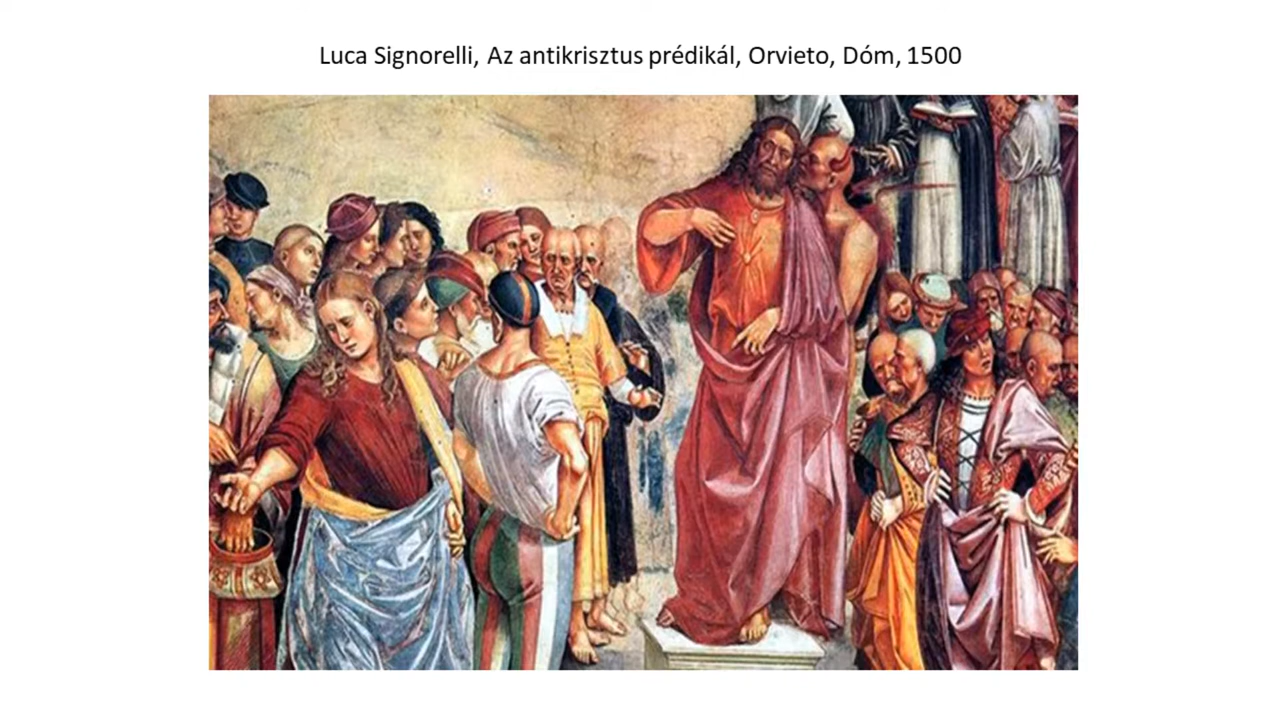 Luca Signorelli, Az antikrisztus prédikál, Orvieto, Dóm, 1500